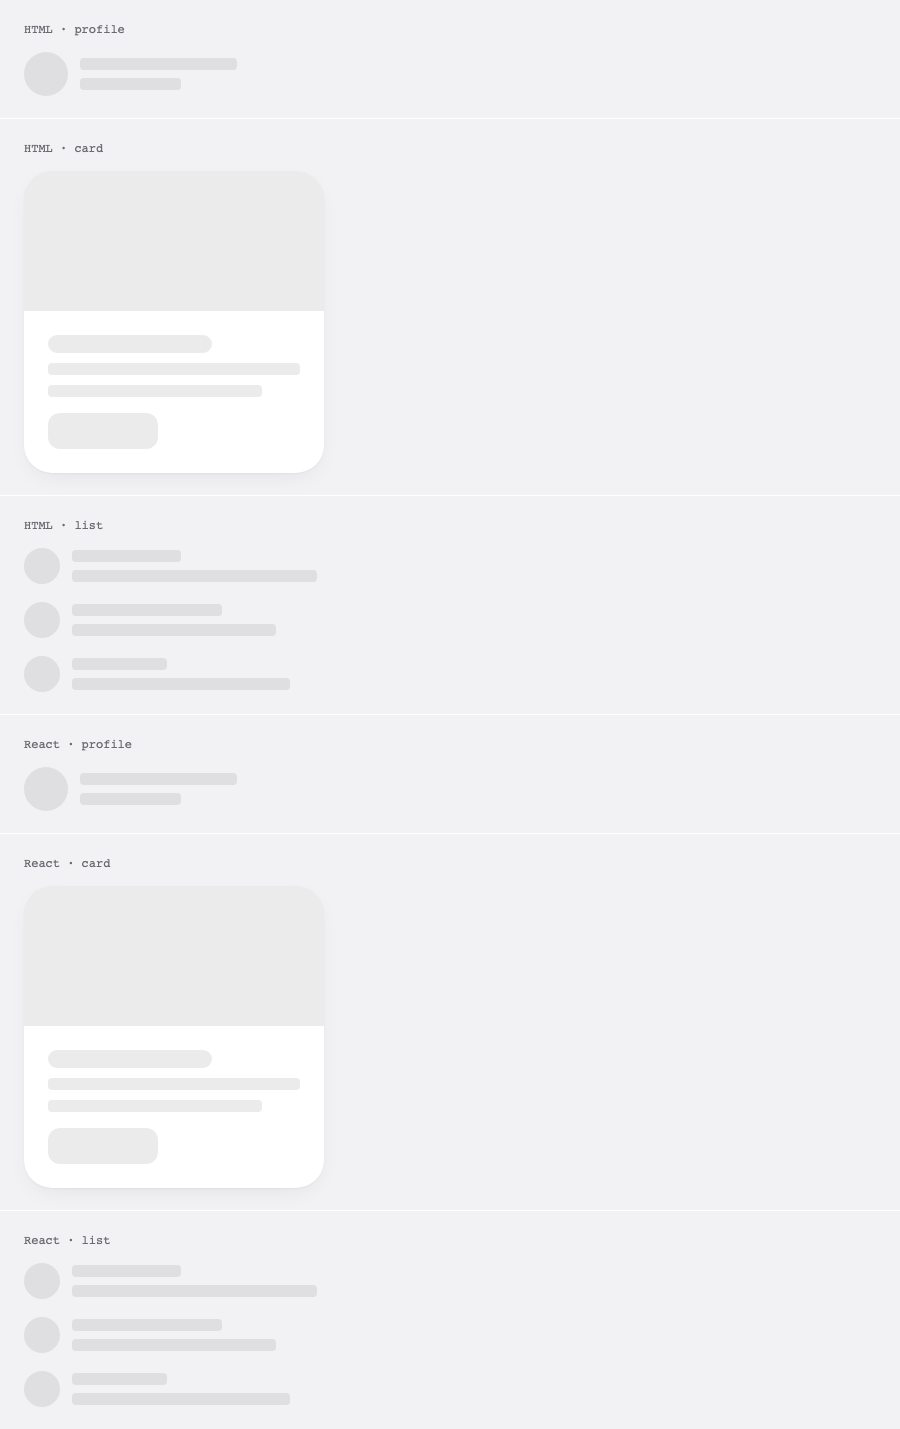 HTML · profile
HTML · card
HTML · list
React · profile
React · card
React · list